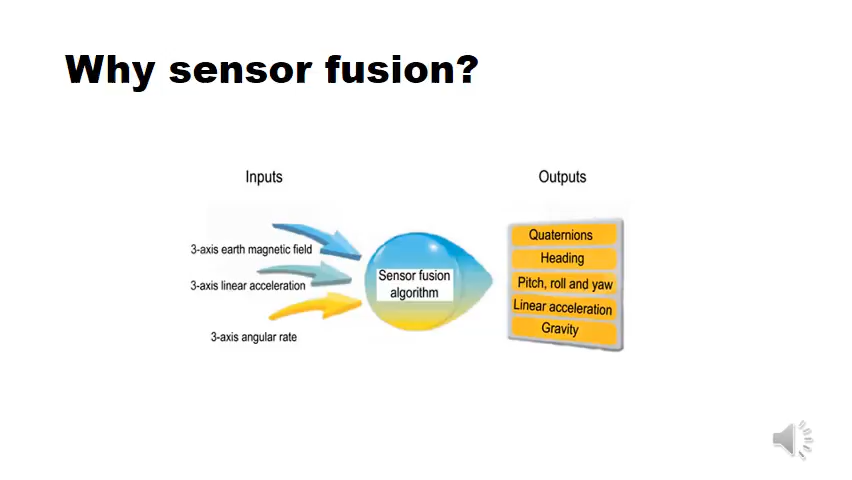 Why sensor fusion?
Inputs
Outputs
3-axis earth magnetic field
3-axis linear acceleration
3-axis angular rate
Sensor fusion
algorithm
Quaternions
Heading
Pitch, roll and yaw
Linear acceleration
Gravity